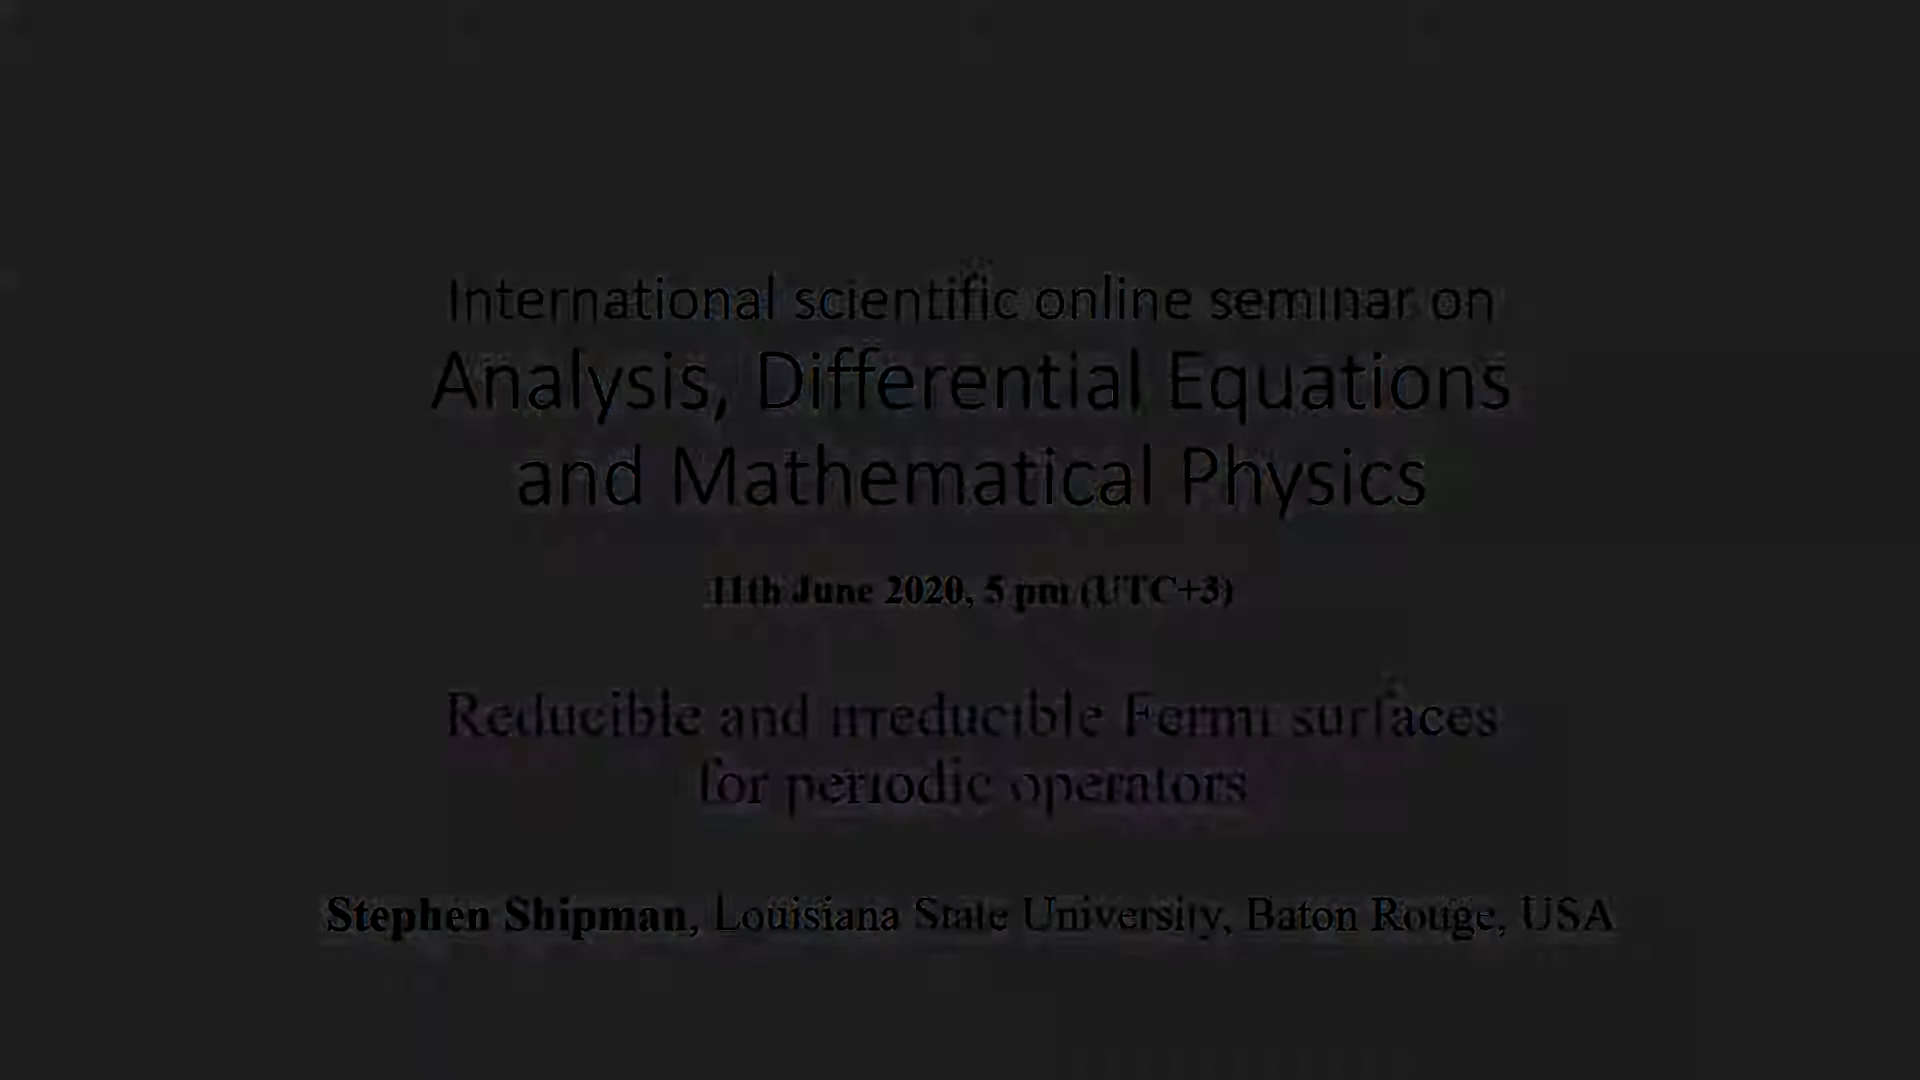 International scientific online seminar on
Analysis, Differential Equations
and Mathematical Physics
11th June 2020, 5 pm (UTC+3)
Reducible and irreducible Fermi surfaces
for periodic operators
Stephen Shipman, Louisiana State University, Baton Rouge, USA